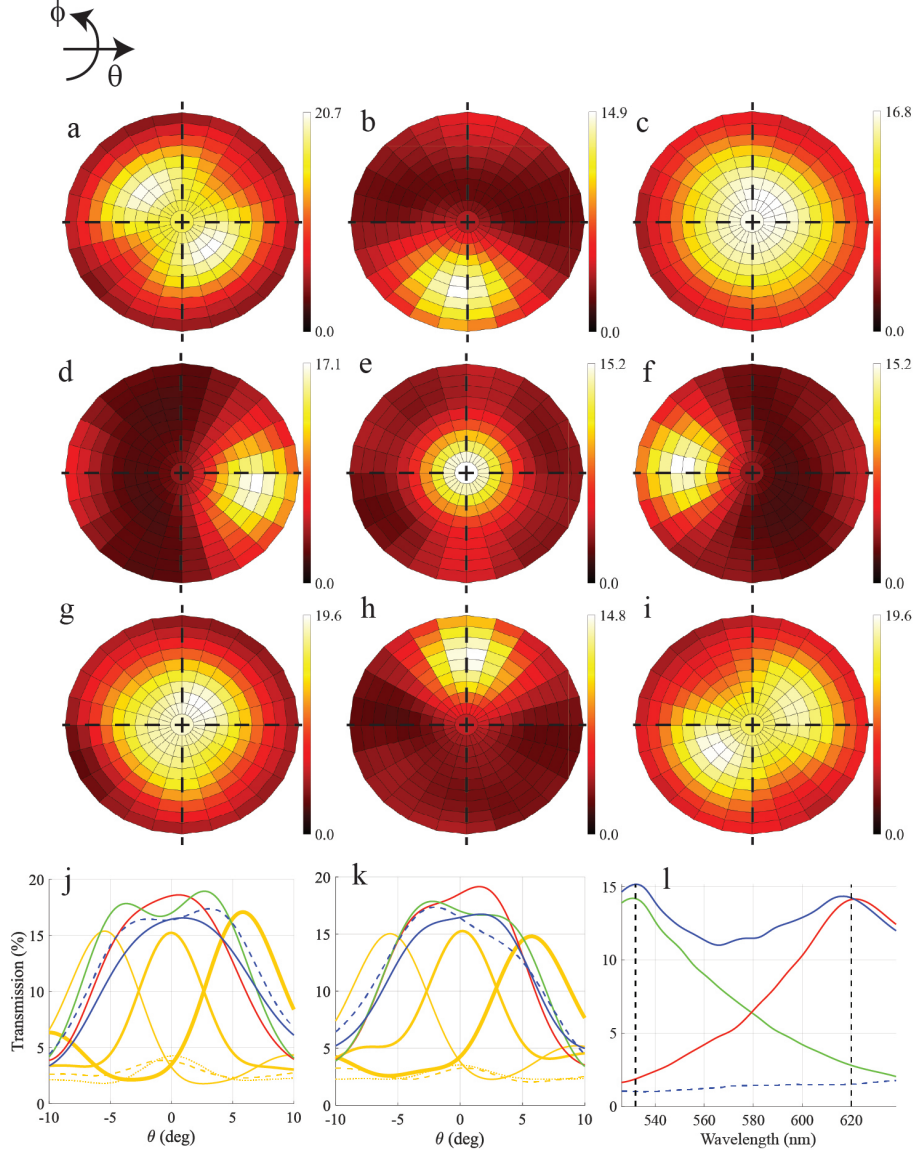 ϕ
θ
a 20.7 b 14.9 c 16.8
0.0 0.0 0.0
d 17.1 e 15.2 f 15.2
0.0 0.0 0.0
g 19.6 h 14.8 i 19.6
0.0 0.0 0.0
j k l
Transmission (%)
20
15
10
5
0
-10 -5 0 5 10
θ (deg)
20
15
10
5
0
-10 -5 0 5 10
θ (deg)
15
10
5
0
540 560 580 600 620
Wavelength (nm)